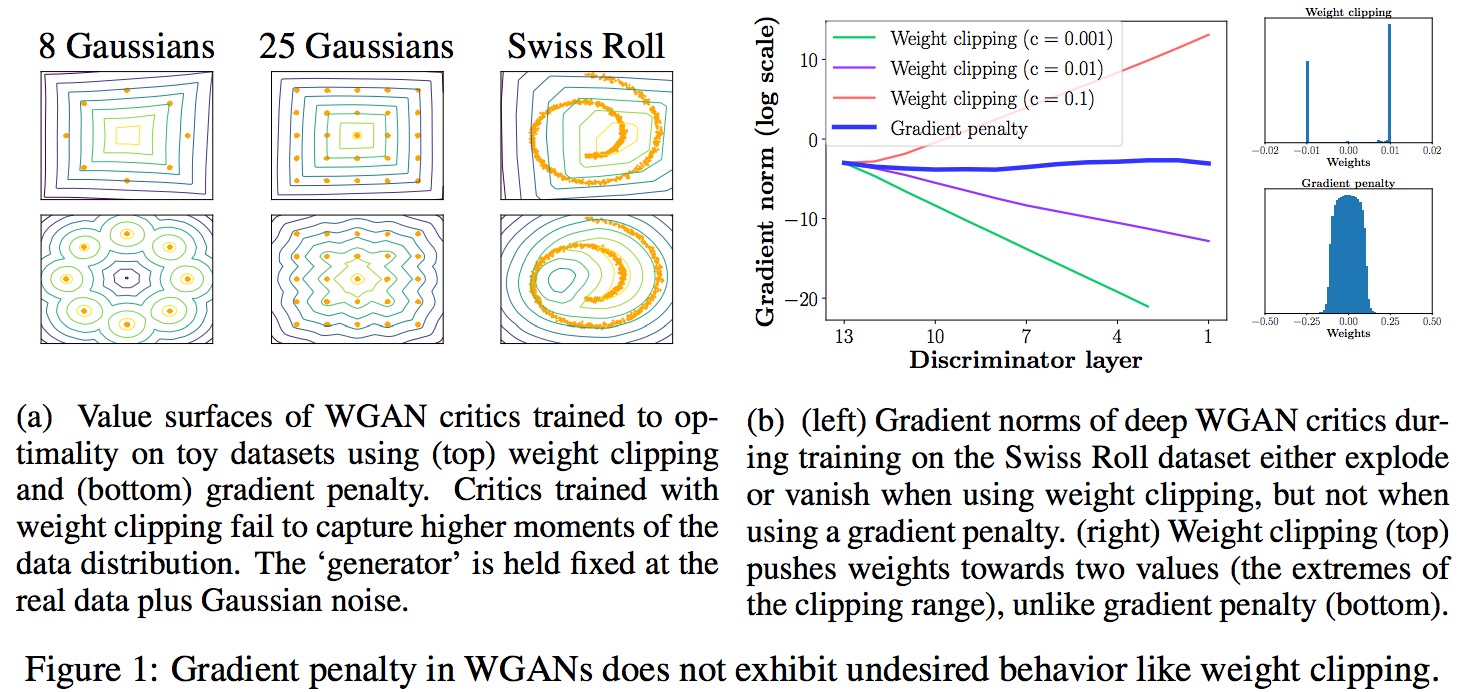 8 Gaussians
25 Gaussians
Swiss Roll
Gradient norm (log scale)
10
0
−10
−20
Weight clipping (c = 0.001)
Weight clipping (c = 0.01)
Weight clipping (c = 0.1)
Gradient penalty
13
10
7
4
1
Discriminator layer
Weight clipping
−0.02
−0.01
0.00
0.01
0.02
Weights
Gradient penalty
−0.50
−0.25
0.00
0.25
0.50
Weights
(a) Value surfaces of WGAN critics trained to op-
timality on toy datasets using (top) weight clipping
and (bottom) gradient penalty. Critics trained with
weight clipping fail to capture higher moments of the
data distribution. The ‘generator’ is held fixed at the
real data plus Gaussian noise.
(b) (left) Gradient norms of deep WGAN critics dur-
ing training on the Swiss Roll dataset either explode
or vanish when using weight clipping, but not when
using a gradient penalty. (right) Weight clipping (top)
pushes weights towards two values (the extremes of
the clipping range), unlike gradient penalty (bottom).
Figure 1: Gradient penalty in WGANs does not exhibit undesired behavior like weight clipping.